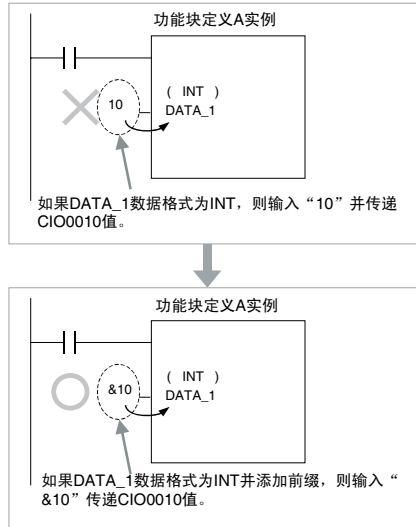 功能块定义A实例
10
( INT )
DATA_1
如果DATA_1数据格式为INT，则输入“10”并传递
CIO0010值。
功能块定义A实例
&10
( INT )
DATA_1
如果DATA_1数据格式为INT并添加前缀，则输入“
&10”传递CIO0010值。